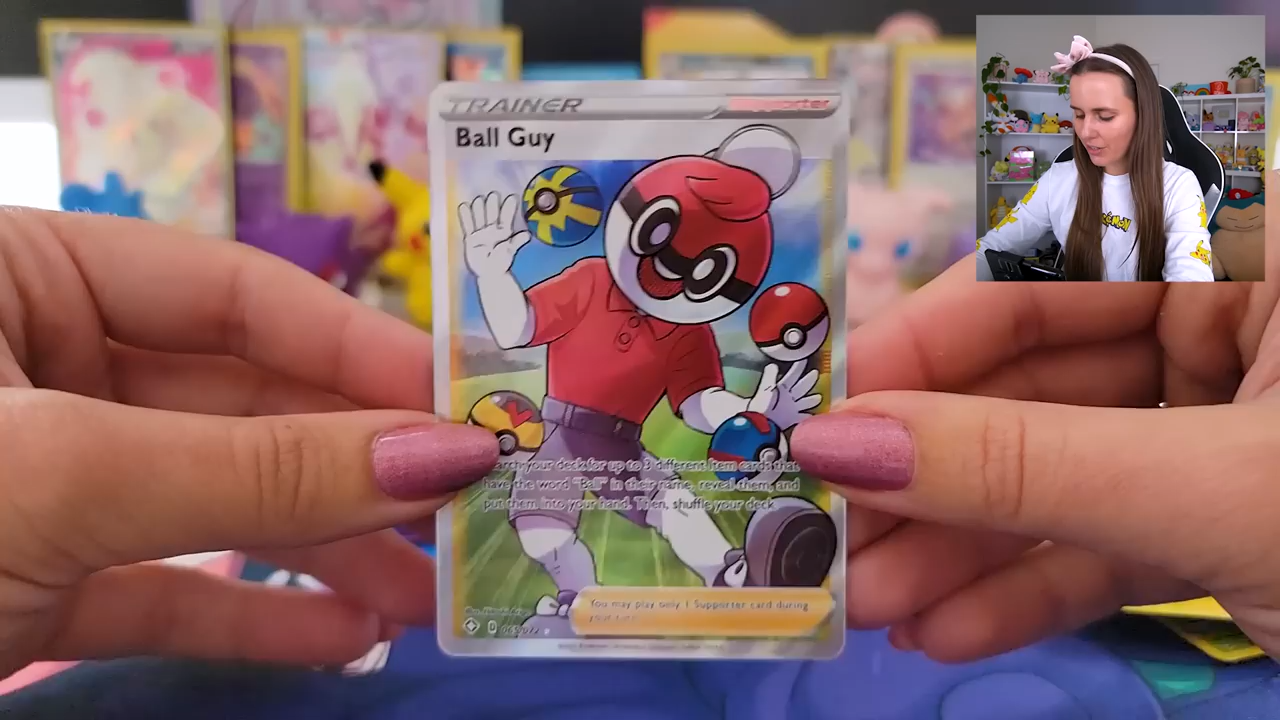 TRAINER
Supporter
Ball Guy
arch your deck for up to 3 different Item cards that
have the word "Ball" in their name, reveal them, and
put them into your hand. Then, shuffle your deck.
You may play only 1 Supporter card during
your turn.
POKÉMON